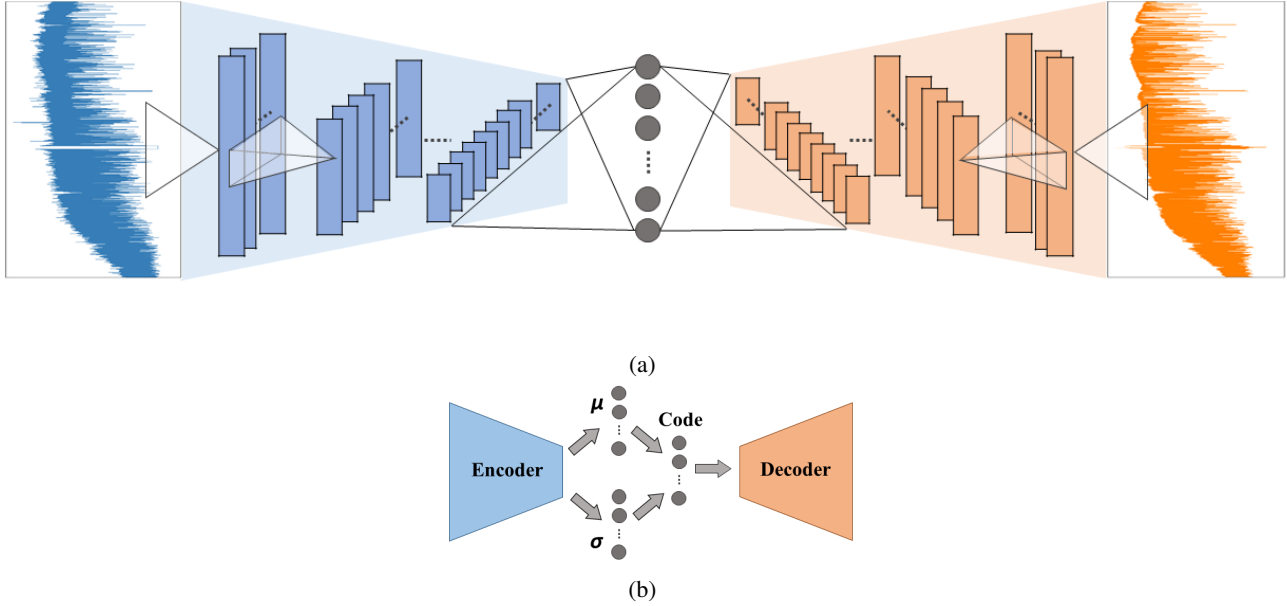 (a)
μ
Code
Encoder
Decoder
σ
(b)